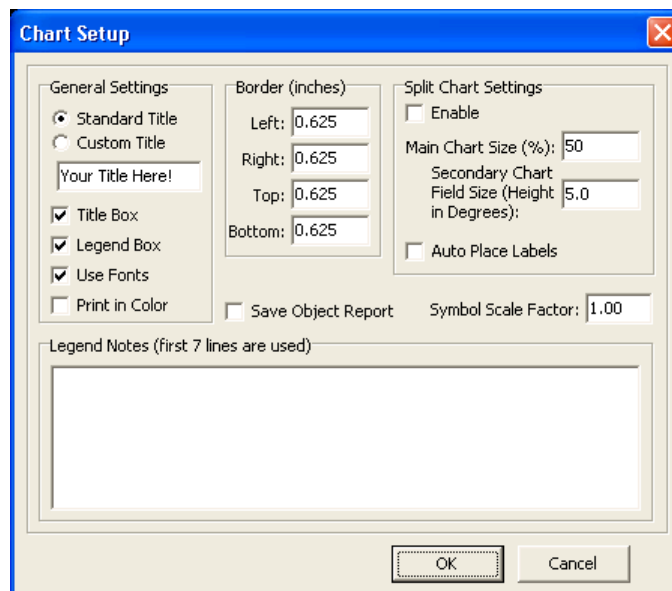 Chart Setup
General Settings
Standard Title
Custom Title
Your Title Here!
Title Box
Legend Box
Use Fonts
Print in Color
Border (inches)
Left: 0.625
Right: 0.625
Top: 0.625
Bottom: 0.625
Split Chart Settings
Enable
Main Chart Size (%): 50
Secondary Chart
Field Size (Height 5.0
in Degrees):
Auto Place Labels
Save Object Report
Symbol Scale Factor: 1.00
Legend Notes (first 7 lines are used)
OK
Cancel